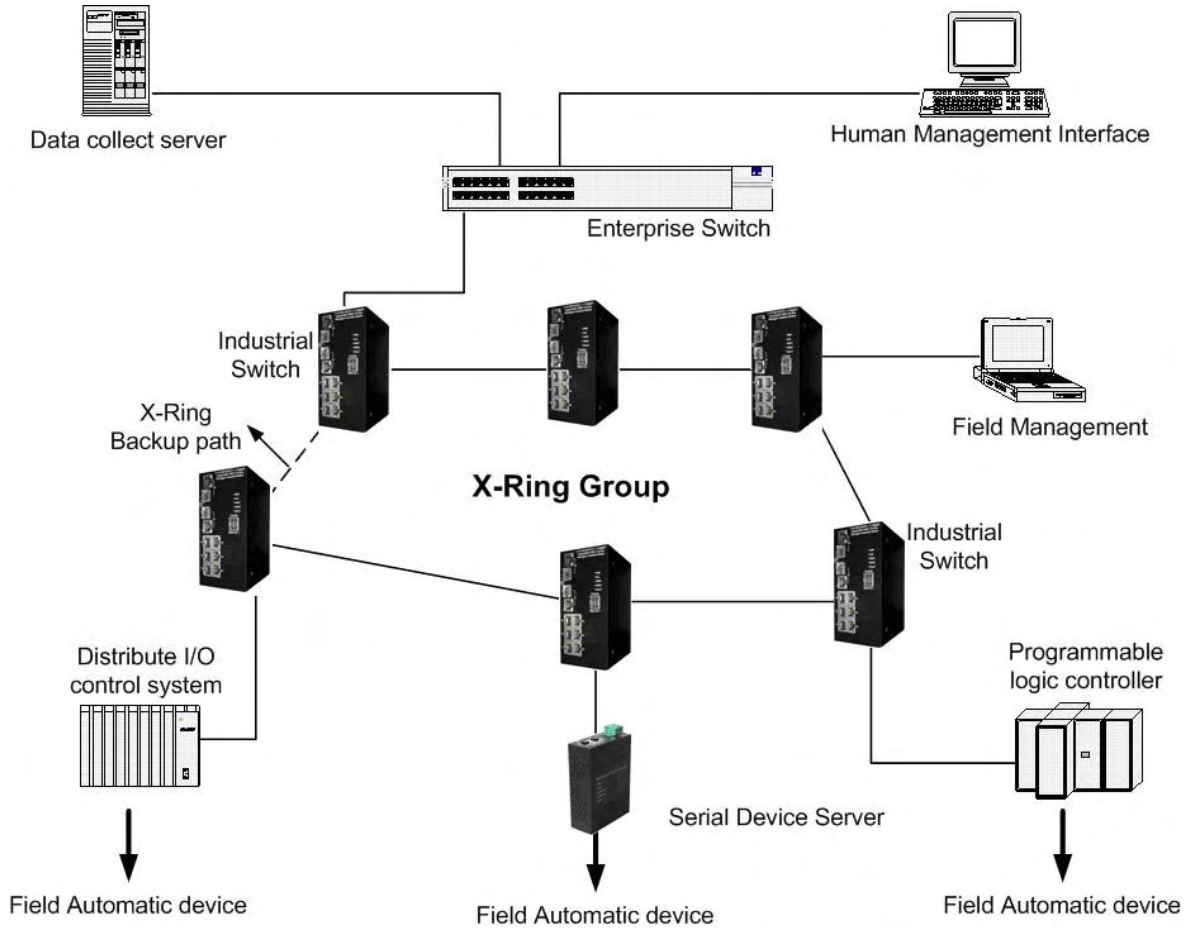 Data collect server
Human Management Interface
Enterprise Switch
Industrial
Switch
X-Ring
Backup path
Field Management
X-Ring Group
Industrial
Switch
Distribute I/O
control system
Programmable
logic controller
Serial Device Server
Field Automatic device
Field Automatic device
Field Automatic device